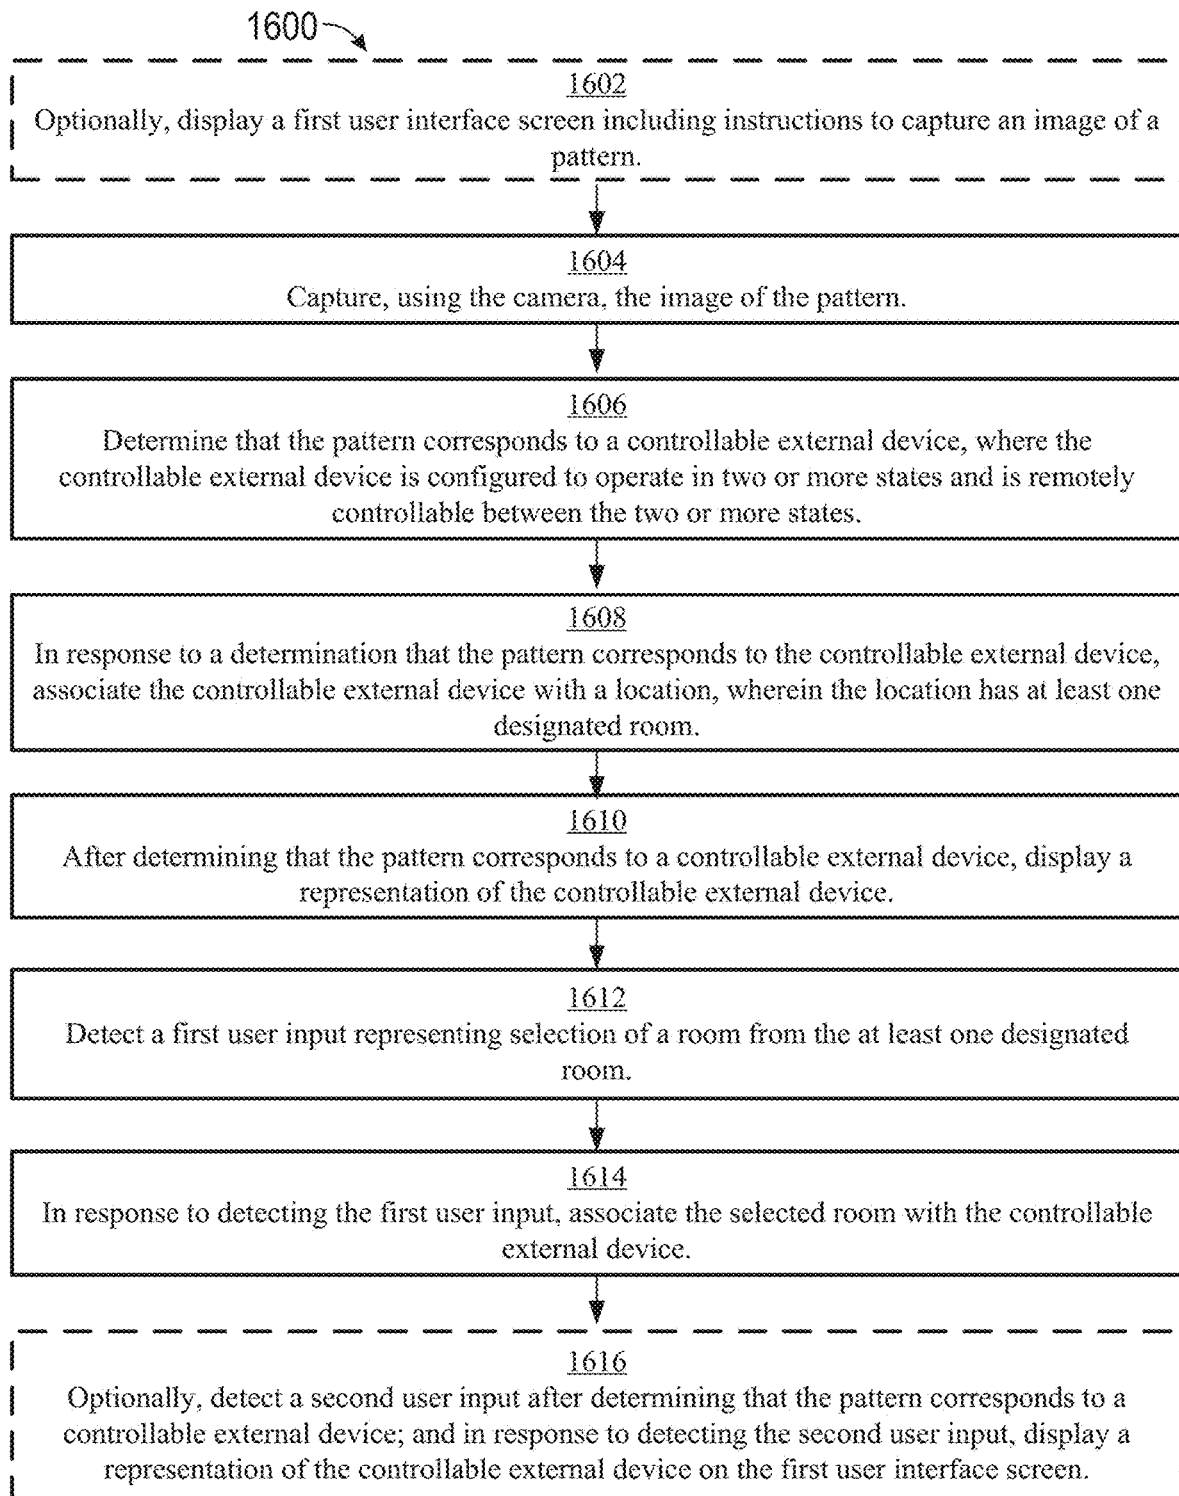 1600
1602
Optionally, display a first user interface screen including instructions to capture an image of a
pattern.
1604
Capture, using the camera, the image of the pattern.
1606
Determine that the pattern corresponds to a controllable external device, where the
controllable external device is configured to operate in two or more states and is remotely
controllable between the two or more states.
1608
In response to a determination that the pattern corresponds to the controllable external device,
associate the controllable external device with a location, wherein the location has at least one
designated room.
1610
After determining that the pattern corresponds to a controllable external device, display a
representation of the controllable external device.
1612
Detect a first user input representing selection of a room from the at least one designated
room.
1614
In response to detecting the first user input, associate the selected room with the controllable
external device.
1616
Optionally, detect a second user input after determining that the pattern corresponds to a
controllable external device; and in response to detecting the second user input, display a
representation of the controllable external device on the first user interface screen.